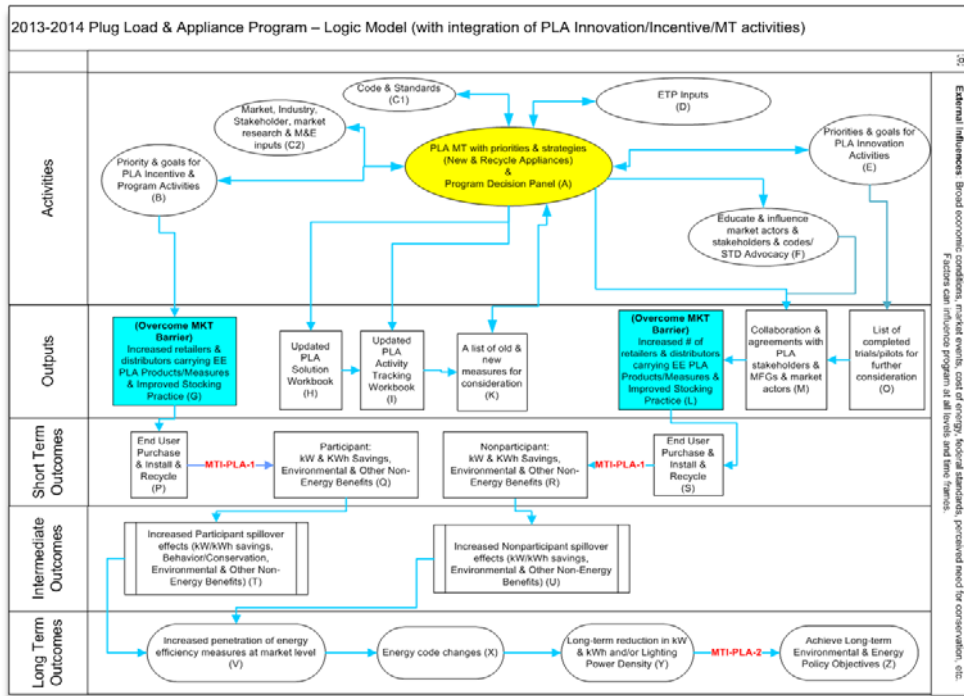 2013-2014 Plug Load & Appliance Program – Logic Model (with integration of PLA Innovation/Incentive/MT activities)
Activities
Code & Standards
(C1)
ETP Inputs
(D)
Market, Industry,
Stakeholder, market
research & M&E
inputs (C2)
PLA MT with priorities & strategies
(New & Recycle Appliances)
&
Program Decision Panel (A)
Priorities & goals
for PLA Innovation
Activities
(E)
Priority & goals for
PLA Incentive &
Program Activities
(B)
Educate & influence
market actors &
stakeholders & codes/
STD Advocacy (F)
Outputs
(Overcome MKT
Barrier)
Increased retailers &
distributors carrying EE
PLA Products/Measures
& Improved Stocking
Practice (G)
Updated
PLA
Solution
Workbook
(H)
Updated
PLA
Activity
Tracking
Workbook
(I)
A list of old &
new
measures for
consideration
(K)
(Overcome MKT
Barrier)
Increased # of
retailers & distributors
carrying EE PLA
Products/Measures &
Improved Stocking
Practice (L)
Collaboration &
agreements with
PLA
stakeholders &
MFGs & market
actors (M)
List of
completed
trials/pilots for
further
consideration
(O)
Short Term
Outcomes
End User
Purchase
& Install &
Recycle
(P)
MTI-PLA-1
Participant:
kW & KWh Savings,
Environmental & Other Non-
Energy Benefits (Q)
Nonparticipant:
kW & KWh Savings,
Environmental & Other Non-
Energy Benefits (R)
MTI-PLA-1
End User
Purchase
& Install &
Recycle
(S)
Intermediate
Outcomes
Increased Participant spillover
effects (kW/kWh savings,
Behavior/Conservation,
Environmental & Other Non-
Energy Benefits) (T)
Increased Nonparticipant spillover
effects (kW/kWh savings,
Environmental & Other Non-Energy
Benefits) (U)
Long Term
Outcomes
Increased penetration of energy
efficiency measures at market level
(V)
Energy code changes (X)
Long-term reduction in kW
& kWh and/or Lighting
Power Density (Y)
MTI-PLA-2
Achieve Long-term
Environmental & Energy
Policy Objectives (Z)
External Influences: Broad economic conditions, market events, cost of energy, federal standards, perceived need for conservation, etc.
Factors can influence program at all levels and time frames.